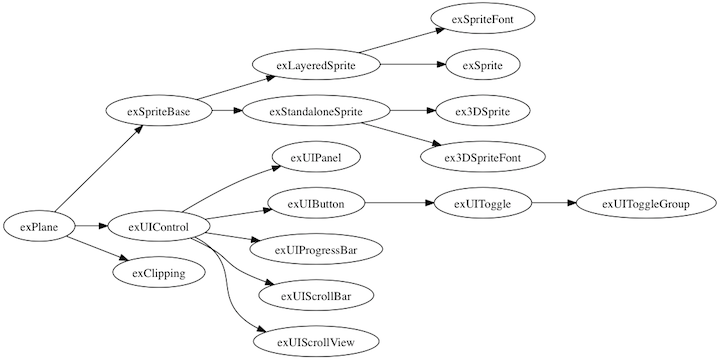 exSpriteFont
exLayeredSprite
exSprite
exSpriteBase
exStandaloneSprite
ex3DSprite
exUIPanel
ex3DSpriteFont
exUIButton
exUIToggle
exUIToggleGroup
exPlane
exUIControl
exUIProgressBar
exClipping
exUIScrollBar
exUIScrollView